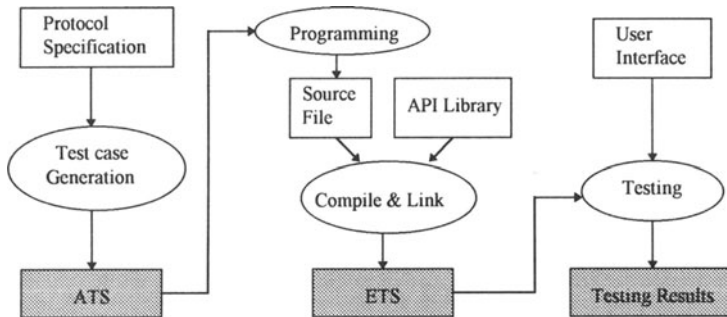 Protocol
Specification
Test case
Generation
ATS
Programming
Source
File
API Library
Compile & Link
ETS
User
Interface
Testing
Testing Results